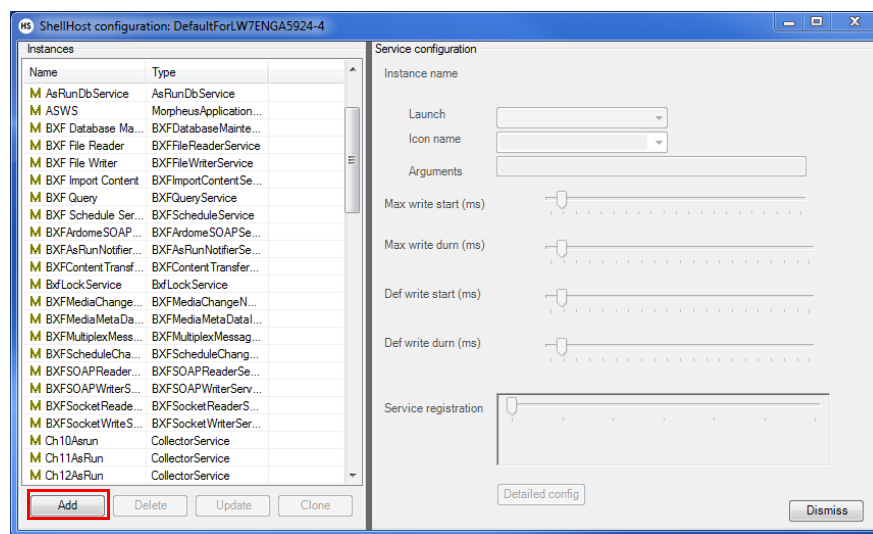 HS ShellHost configuration: DefaultForLW7ENGA5924-4
Instances
Name Type
M AsRunDbService AsRunDbService
M ASWS MorpheusApplication...
M BXF Database Ma... BXFDatabaseMainte...
M BXF File Reader BXFFileReaderService
M BXF File Writer BXFFileWriterService
M BXF Import Content BXFImportContentSe...
M BXF Query BXFQueryService
M BXF Schedule Ser... BXFScheduleService
M BXFArdomeSOAP... BXFArdomeSOAPSe...
M BXFAsRunNotifier... BXFAsRunNotifierSe...
M BXFContentTransf... BXFContentTransfer...
M BxfLockService BxfLockService
M BXFMediaChange... BXFMediaChangeN...
M BXFMediaMetaDa... BXFMediaMetaDataI...
M BXFMultiplexMess... BXFMultiplexMessag...
M BXFScheduleCha... BXFScheduleChang...
M BXFSOAPReader... BXFSOAPReaderSe...
M BXFSOAPWriterS... BXFSOAPWriterServ...
M BXFSocketReade... BXFSocketReaderS...
M BXFSocketWriteS... BXFSocketWriterSer...
M Ch10Asrun CollectorService
M Ch11AsRun CollectorService
M Ch12AsRun CollectorService
Add Delete Update Clone
Service configuration
Instance name
Launch
Icon name
Arguments
Max write start (ms)
Max write durn (ms)
Def write start (ms)
Def write durn (ms)
Service registration
Detailed config
Dismiss